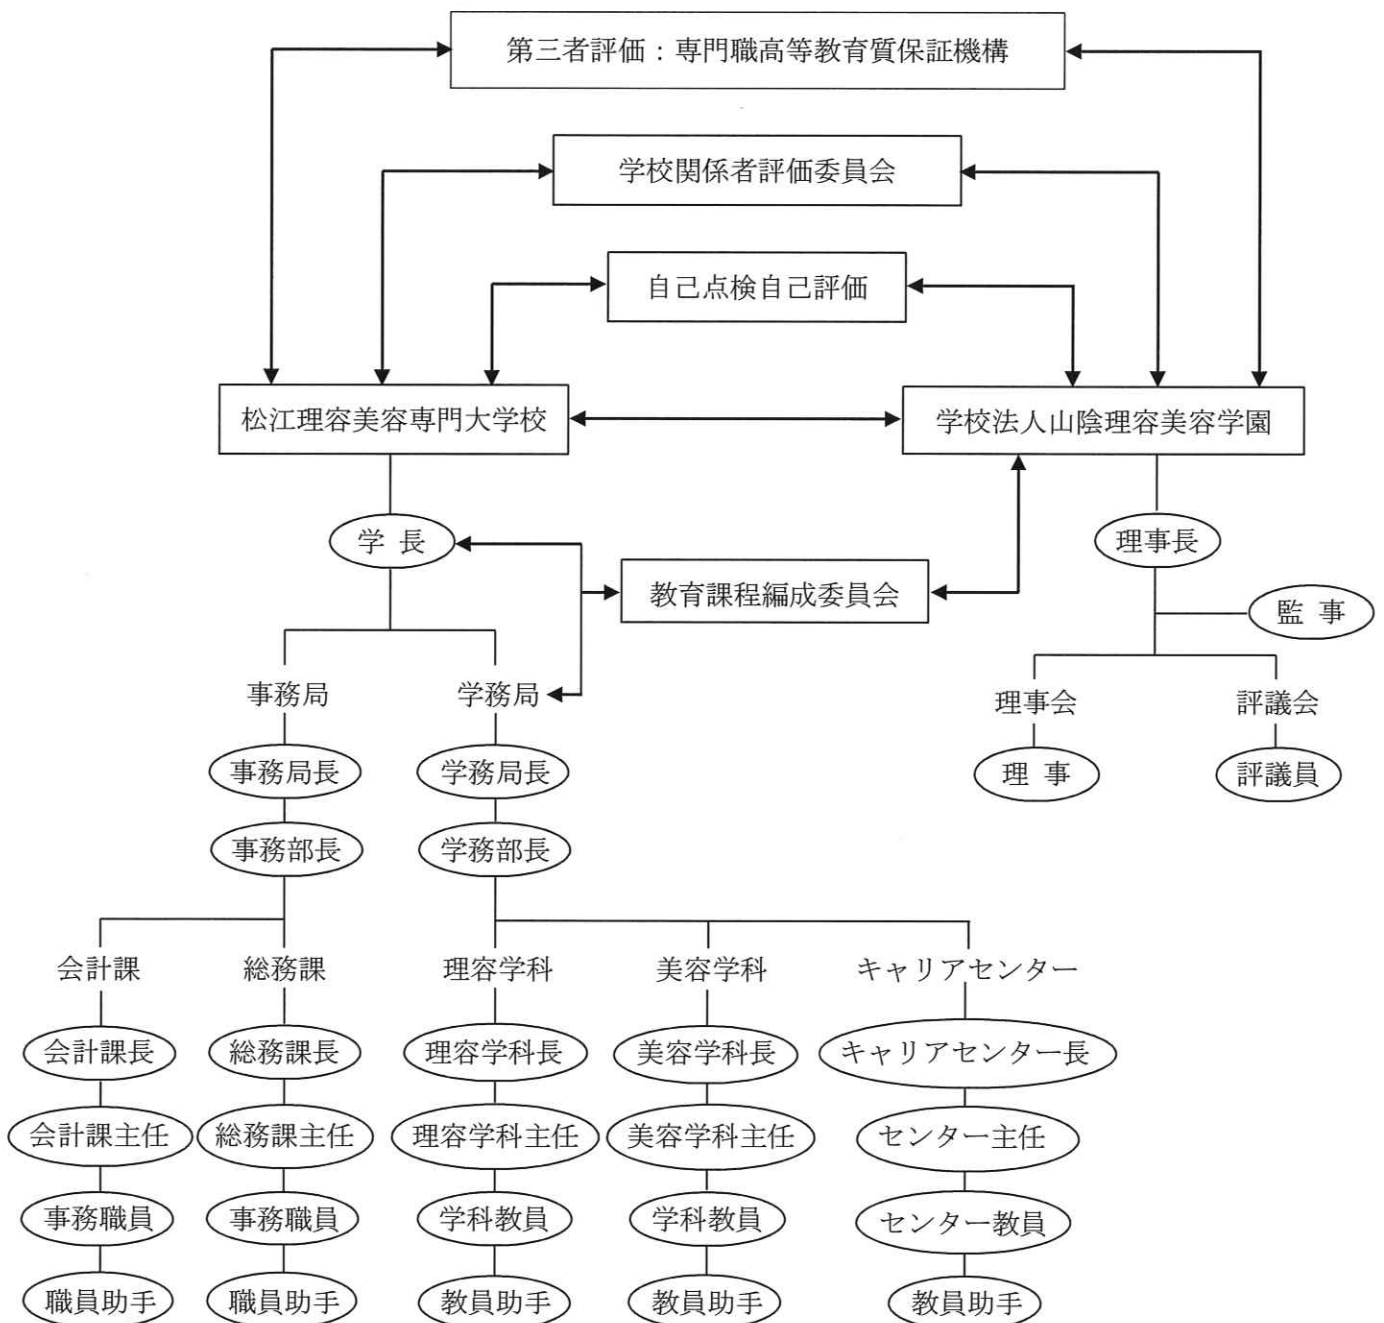 第三者評価：専門職高等教育質保証機構
学校関係者評価委員会
自己点検自己評価
松江理容美容専門大学校
学校法人山陰理容美容学園
学 長
理事長
教育課程編成委員会
監 事
事務局
学務局
理事会
評議会
事務局長
学務局長
理 事
評議員
事務部長
学務部長
会計課
総務課
理容学科
美容学科
キャリアセンター
会計課長
総務課長
理容学科長
美容学科長
キャリアセンター長
会計課主任
総務課主任
理容学科主任
美容学科主任
センター主任
事務職員
事務職員
学科教員
学科教員
センター教員
職員助手
職員助手
教員助手
教員助手
教員助手